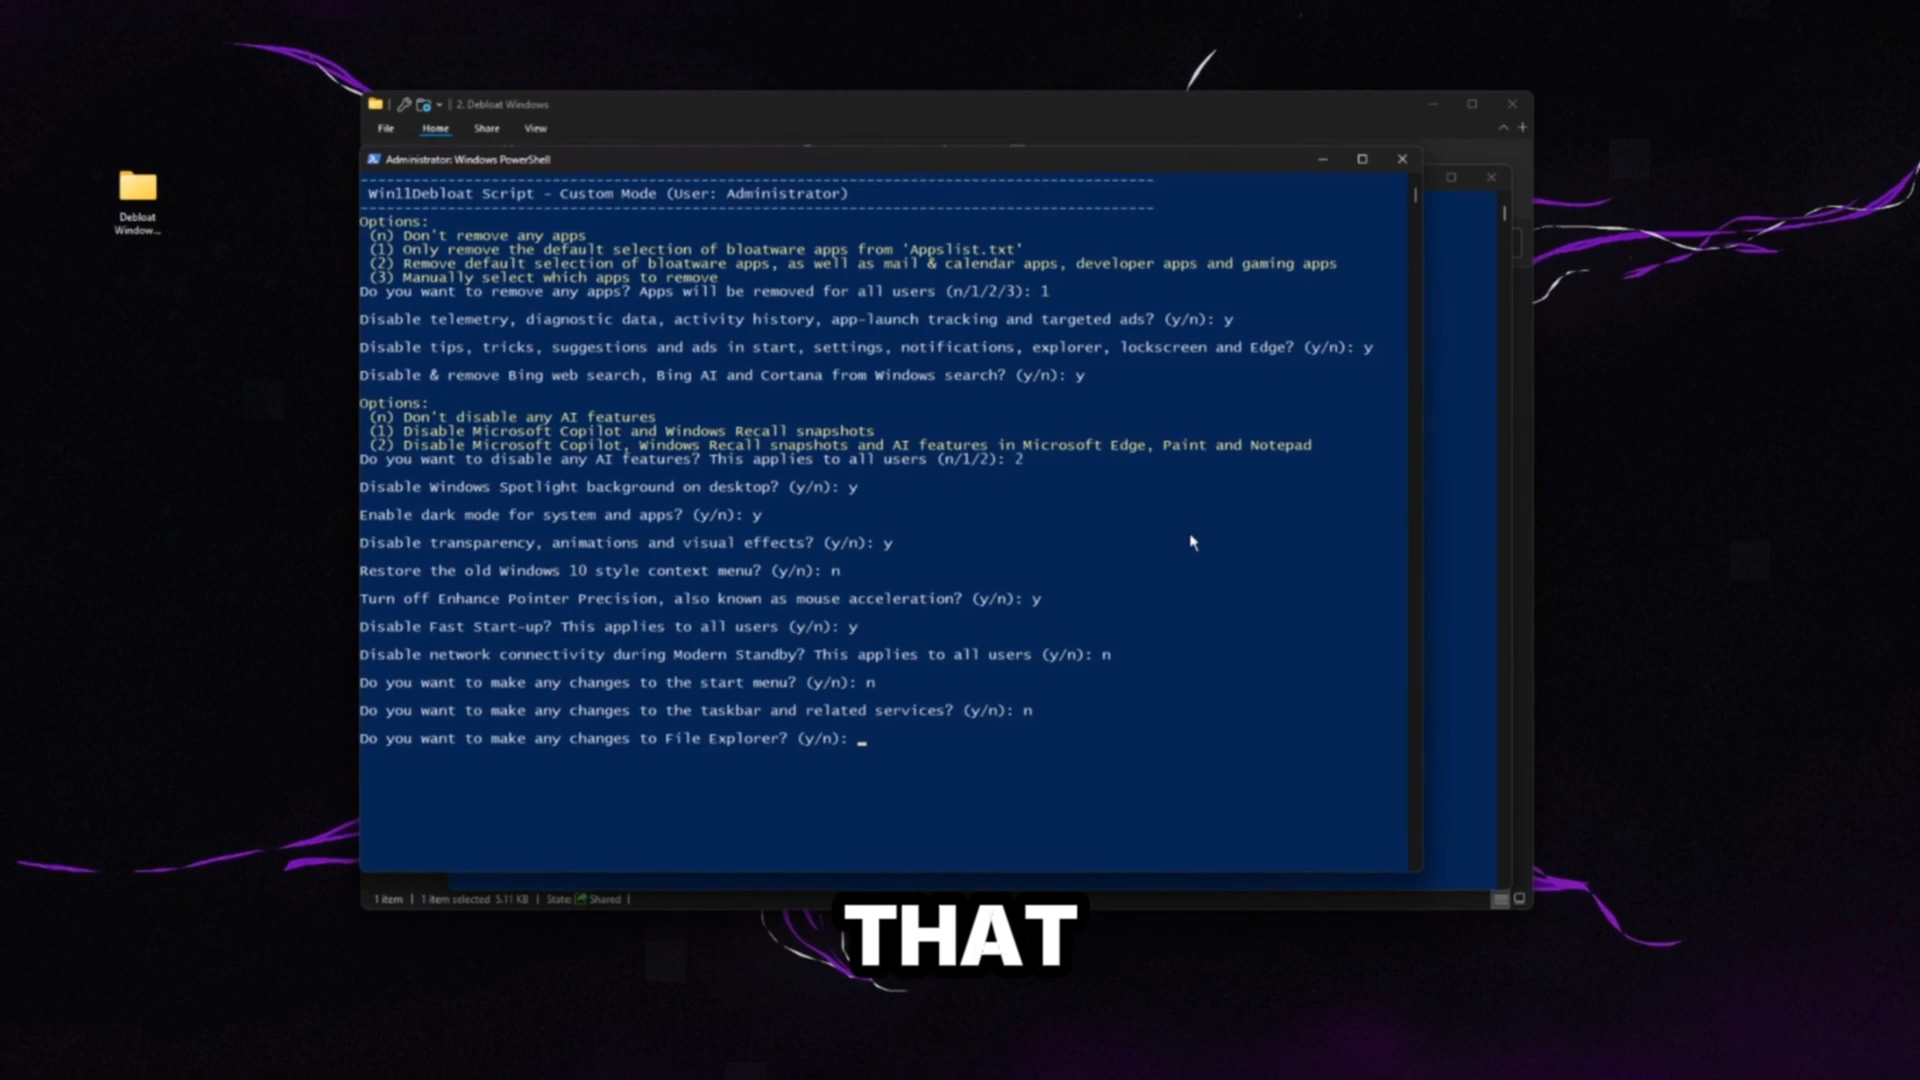 2. Debloat Windows
File Home Share View
Administrator: Windows PowerShell
Debloat
Window...
Win11Debloat Script - Custom Mode (User: Administrator)
Options:
(n) Don't remove any apps
(1) Only remove the default selection of bloatware apps from 'Appslist.txt'
(2) Remove default selection of bloatware apps, as well as mail & calendar apps, developer apps and gaming apps
(3) Manually select which apps to remove
Do you want to remove any apps? Apps will be removed for all users (n/1/2/3): 1
Disable telemetry, diagnostic data, activity history, app-launch tracking and targeted ads? (y/n): y
Disable tips, tricks, suggestions and ads in start, settings, notifications, explorer, lockscreen and Edge? (y/n): y
Disable & remove Bing web search, Bing AI and Cortana from Windows search? (y/n): y
Options:
(n) Don't disable any AI features
(1) Disable Microsoft Copilot and Windows Recall snapshots
(2) Disable Microsoft Copilot, Windows Recall snapshots and AI features in Microsoft Edge, Paint and Notepad
Do you want to disable any AI features? This applies to all users (n/1/2): 2
Disable Windows Spotlight background on desktop? (y/n): y
Enable dark mode for system and apps? (y/n): y
Disable transparency, animations and visual effects? (y/n): y
Restore the old Windows 10 style context menu? (y/n): n
Turn off Enhance Pointer Precision, also known as mouse acceleration? (y/n): y
Disable Fast Start-up? This applies to all users (y/n): y
Disable network connectivity during Modern Standby? This applies to all users (y/n): n
Do you want to make any changes to the start menu? (y/n): n
Do you want to make any changes to the taskbar and related services? (y/n): n
Do you want to make any changes to File Explorer? (y/n): _
1 item | 1 item selected 5.11 KB | State: Shared |
THAT